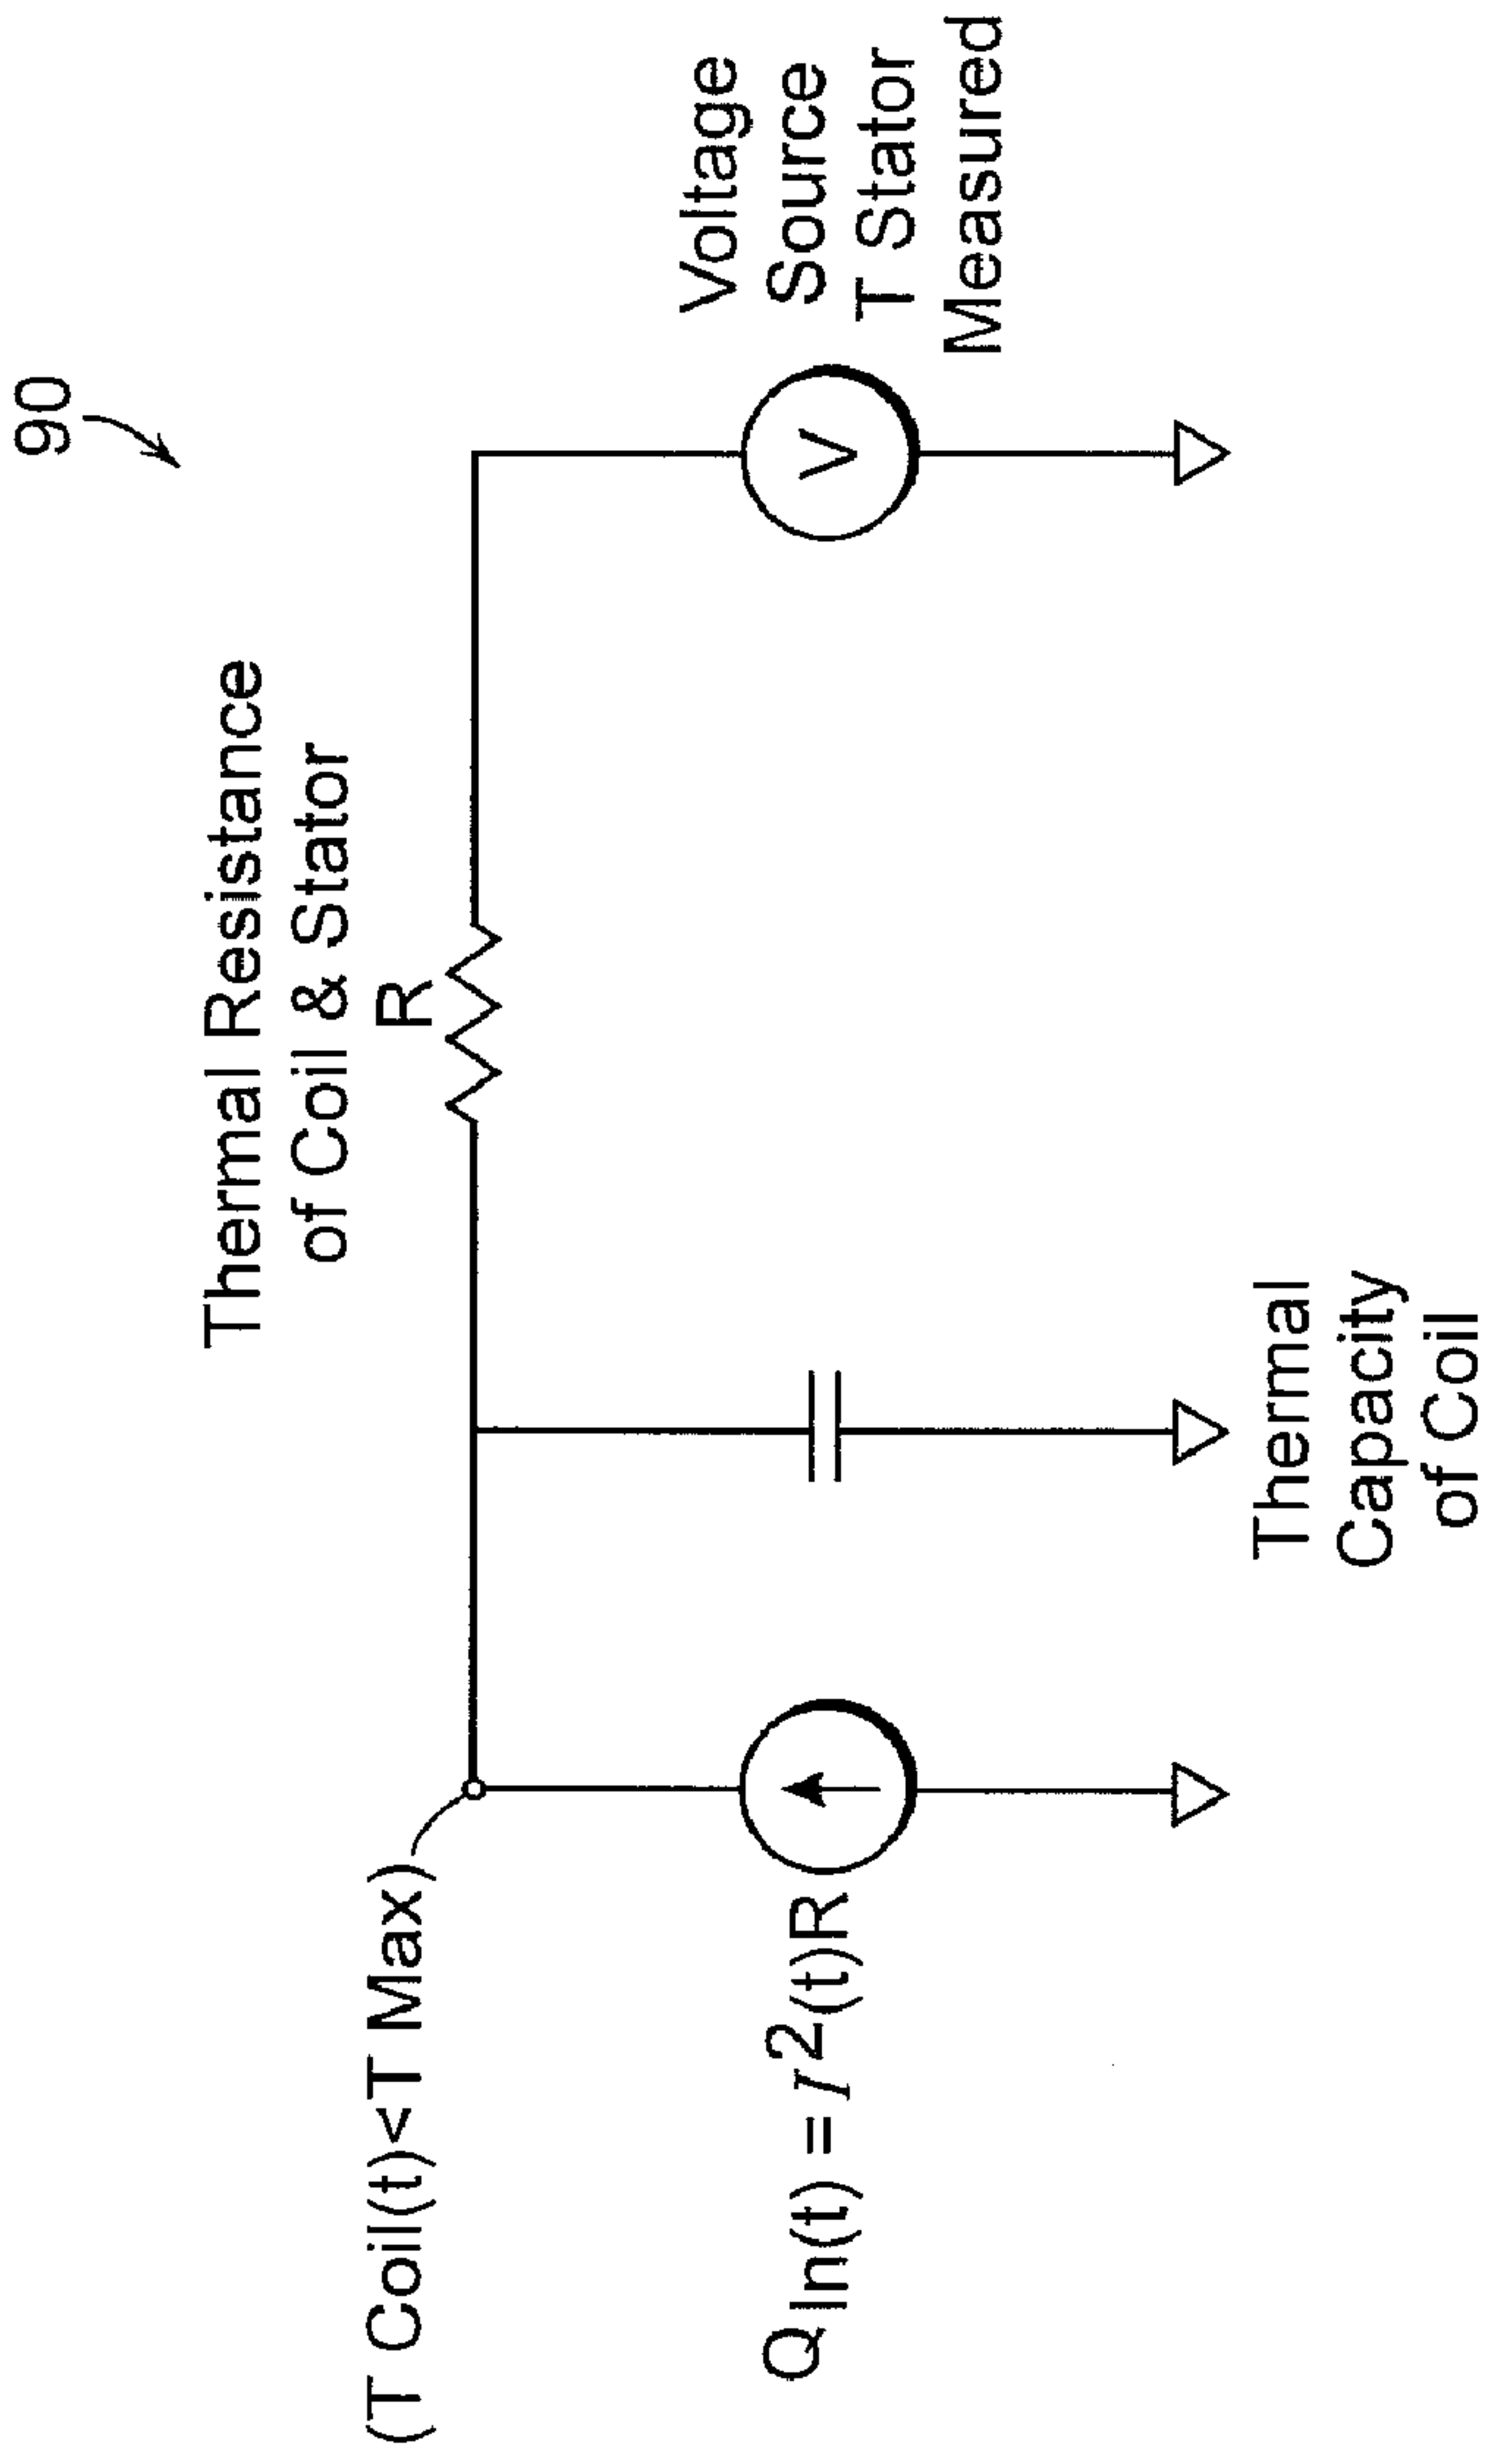 90
Thermal Resistance
of Coil & Stator
R
(T Coil(t)<T Max)
Q In(t) = I²(t)R
V
Voltage
Source
T Stator
Measured
Thermal
Capacity
of Coil